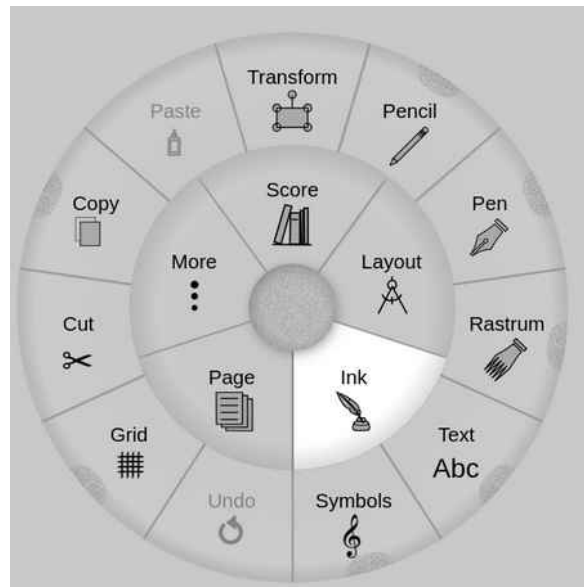 Transform
Paste
Pencil
Score
Copy
Pen
More
Layout
Cut
Rastrum
Page
Ink
Grid
Text
Abc
Undo
Symbols